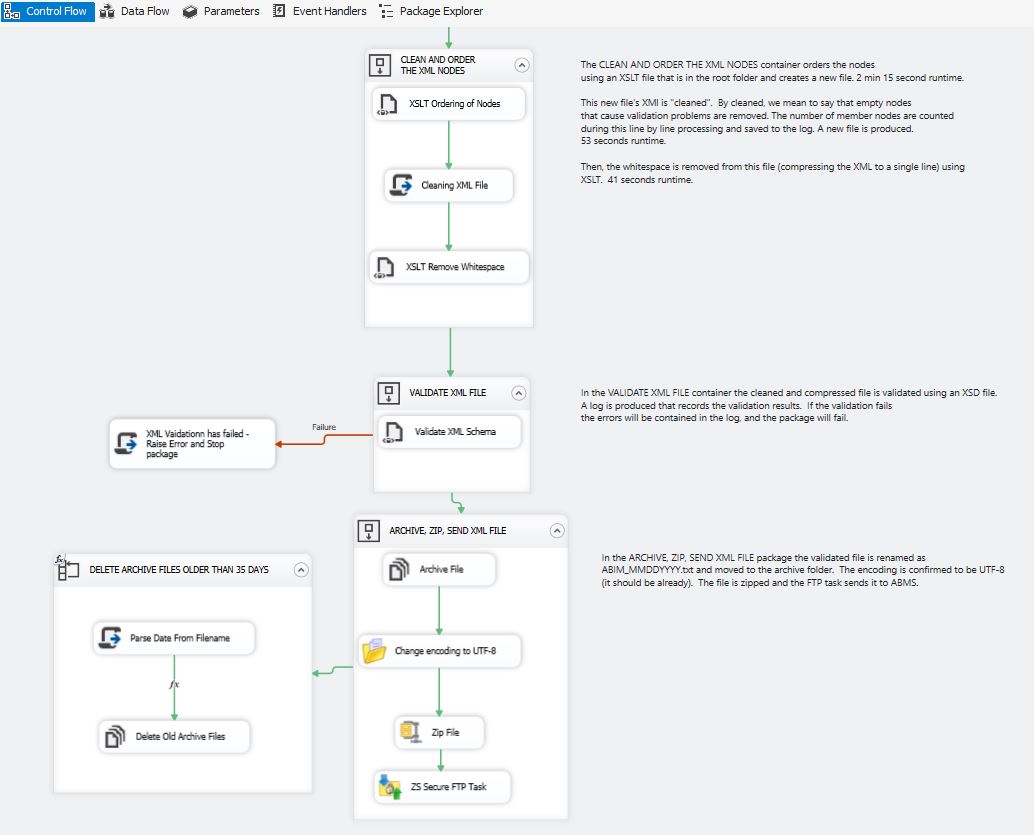 Control Flow
Data Flow
Parameters
Event Handlers
Package Explorer
CLEAN AND ORDER
THE XML NODES
XSLT Ordering of Nodes
Cleaning XML File
XSLT Remove Whitespace
The CLEAN AND ORDER THE XML NODES container orders the nodes
using an XSLT file that is in the root folder and creates a new file. 2 min 15 second runtime.
This new file's XMl is "cleaned".  By cleaned, we mean to say that empty nodes
that cause validation problems are removed. The number of member nodes are counted
during this line by line processing and saved to the log. A new file is produced.
53 seconds runtime.
Then, the whitespace is removed from this file (compressing the XML to a single line) using
XSLT.  41 seconds runtime.
VALIDATE XML FILE
Validate XML Schema
Failure
XML Vaidationn has failed -
Raise Error and Stop
package
In the VALIDATE XML FILE container the cleaned and compressed file is validated using an XSD file.
A log is produced that records the validation results.  If the validation fails
the errors will be contained in the log, and the package will fail.
ARCHIVE, ZIP, SEND XML FILE
Archive File
Change encoding to UTF-8
Zip File
ZS Secure FTP Task
In the ARCHIVE, ZIP, SEND XML FILE package the validated file is renamed as
ABIM_MMDDYYYY.txt and moved to the archive folder.  The encoding is confirmed to be UTF-8
(it should be already).  The file is zipped and the FTP task sends it to ABMS.
fx
DELETE ARCHIVE FILES OLDER THAN 35 DAYS
Parse Date From Filename
fx
Delete Old Archive Files